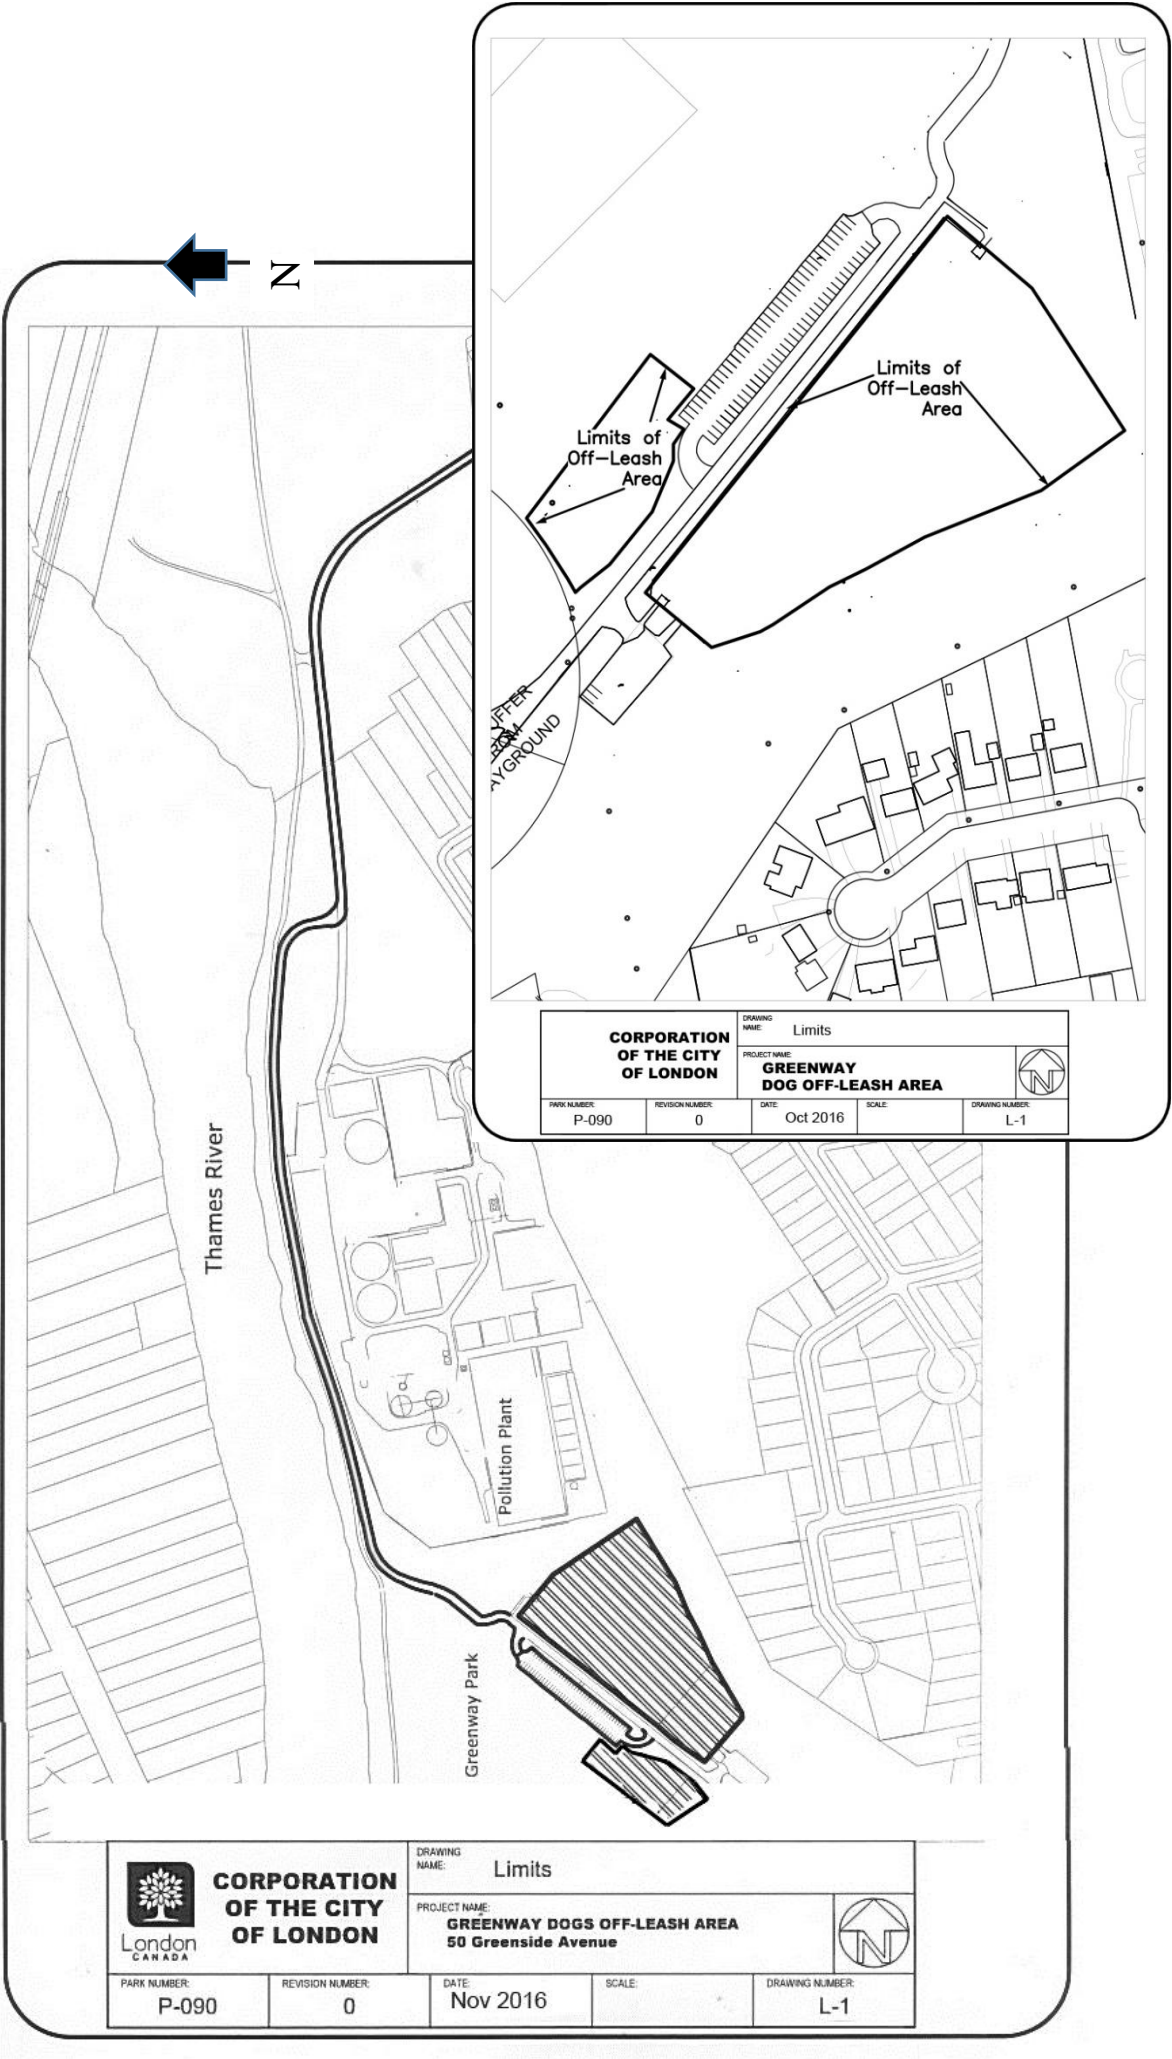 N
Limits of
Off-Leash
Area
Limits of
Off-Leash
Area
UFFER
ROM
AYGROUND
CORPORATION
OF THE CITY
OF LONDON
DRAWING
NAME: Limits
PROJECT NAME:
GREENWAY
DOG OFF-LEASH AREA
N
PARK NUMBER: REVISION NUMBER: DATE: SCALE: DRAWING NUMBER:
P-090 0 Oct 2016 L-1
Thames River
Pollution Plant
Greenway Park
London
CANADA
CORPORATION
OF THE CITY
OF LONDON
DRAWING
NAME: Limits
PROJECT NAME:
GREENWAY DOGS OFF-LEASH AREA
50 Greenside Avenue
N
PARK NUMBER: REVISION NUMBER: DATE: SCALE: DRAWING NUMBER:
P-090 0 Nov 2016 L-1